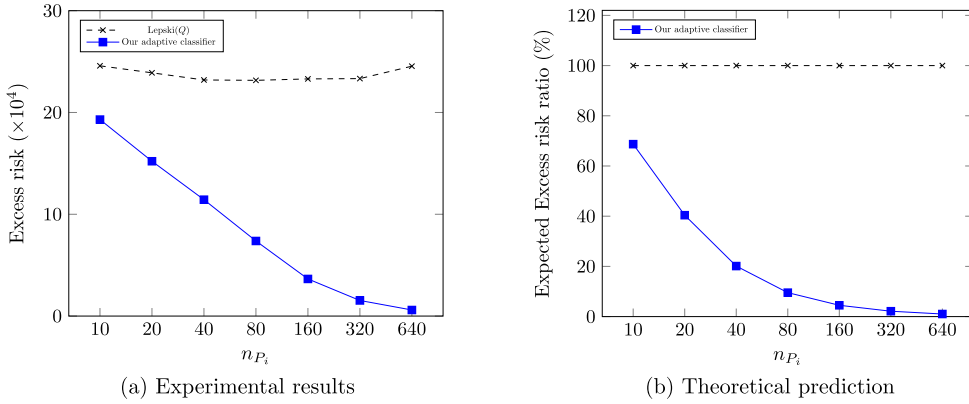 30
20
10
0
Excess risk (×10⁴)
Lepski(Q)
Our adaptive classifier
10 20 40 80 160 320 640
n_{P_i}
(a) Experimental results
120
100
80
60
40
20
0
Expected Excess risk ratio (%)
Our adaptive classifier
10 20 40 80 160 320 640
n_{P_i}
(b) Theoretical prediction